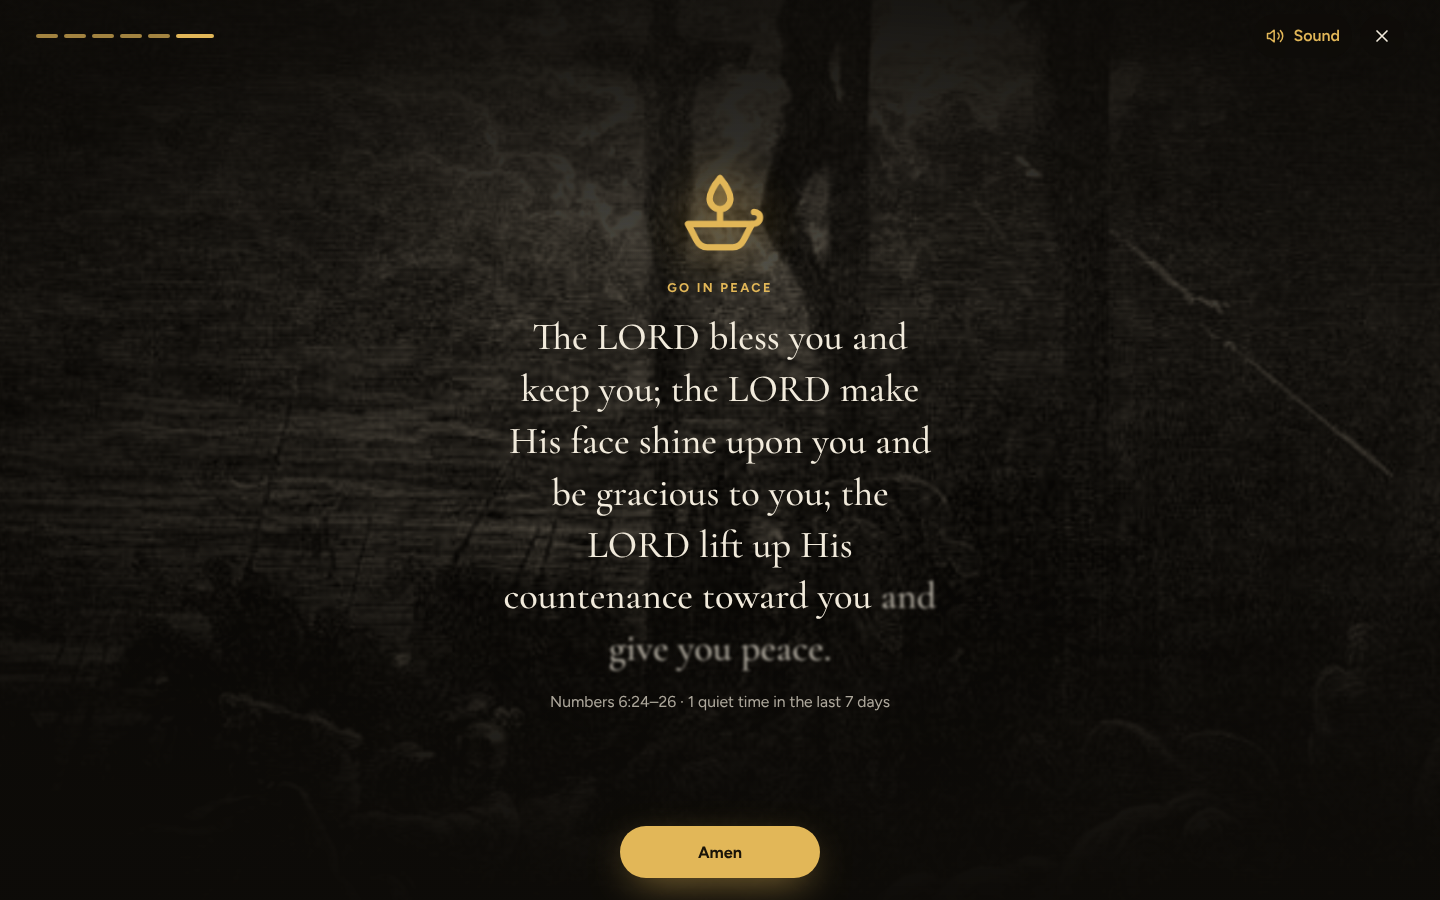 Sound
GO IN PEACE
The LORD bless you and
keep you; the LORD make
His face shine upon you and
be gracious to you; the
LORD lift up His
countenance toward you and
give you peace.
Numbers 6:24–26 · 1 quiet time in the last 7 days
Amen